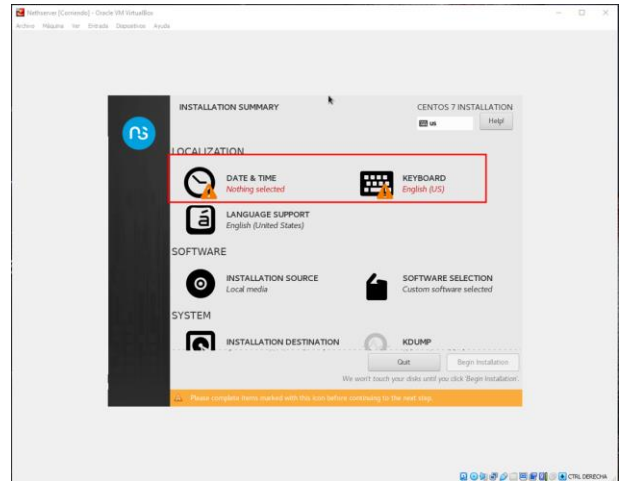 Nethserver [Corriendo] - Oracle VM VirtualBox
Archivo Máquina Ver Entrada Dispositivos Ayuda
INSTALLATION SUMMARY
CENTOS 7 INSTALLATION
us
Help!
LOCALIZATION
DATE & TIME
Nothing selected
KEYBOARD
English (US)
LANGUAGE SUPPORT
English (United States)
SOFTWARE
INSTALLATION SOURCE
Local media
SOFTWARE SELECTION
Custom software selected
SYSTEM
INSTALLATION DESTINATION
KDUMP
Quit
Begin Installation
We won't touch your disks until you click 'Begin Installation'.
Please complete items marked with this icon before continuing to the next step.
CTRL DERECHA